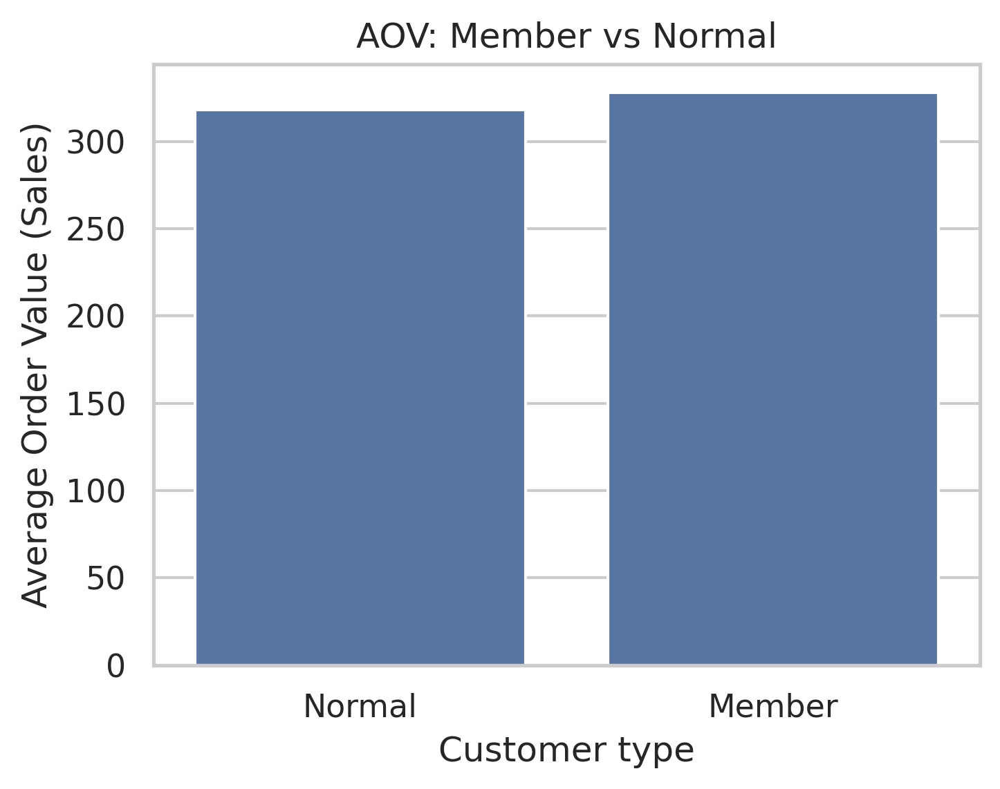 AOV: Member vs Normal
Average Order Value (Sales)
300
250
200
150
100
50
0
Normal
Member
Customer type